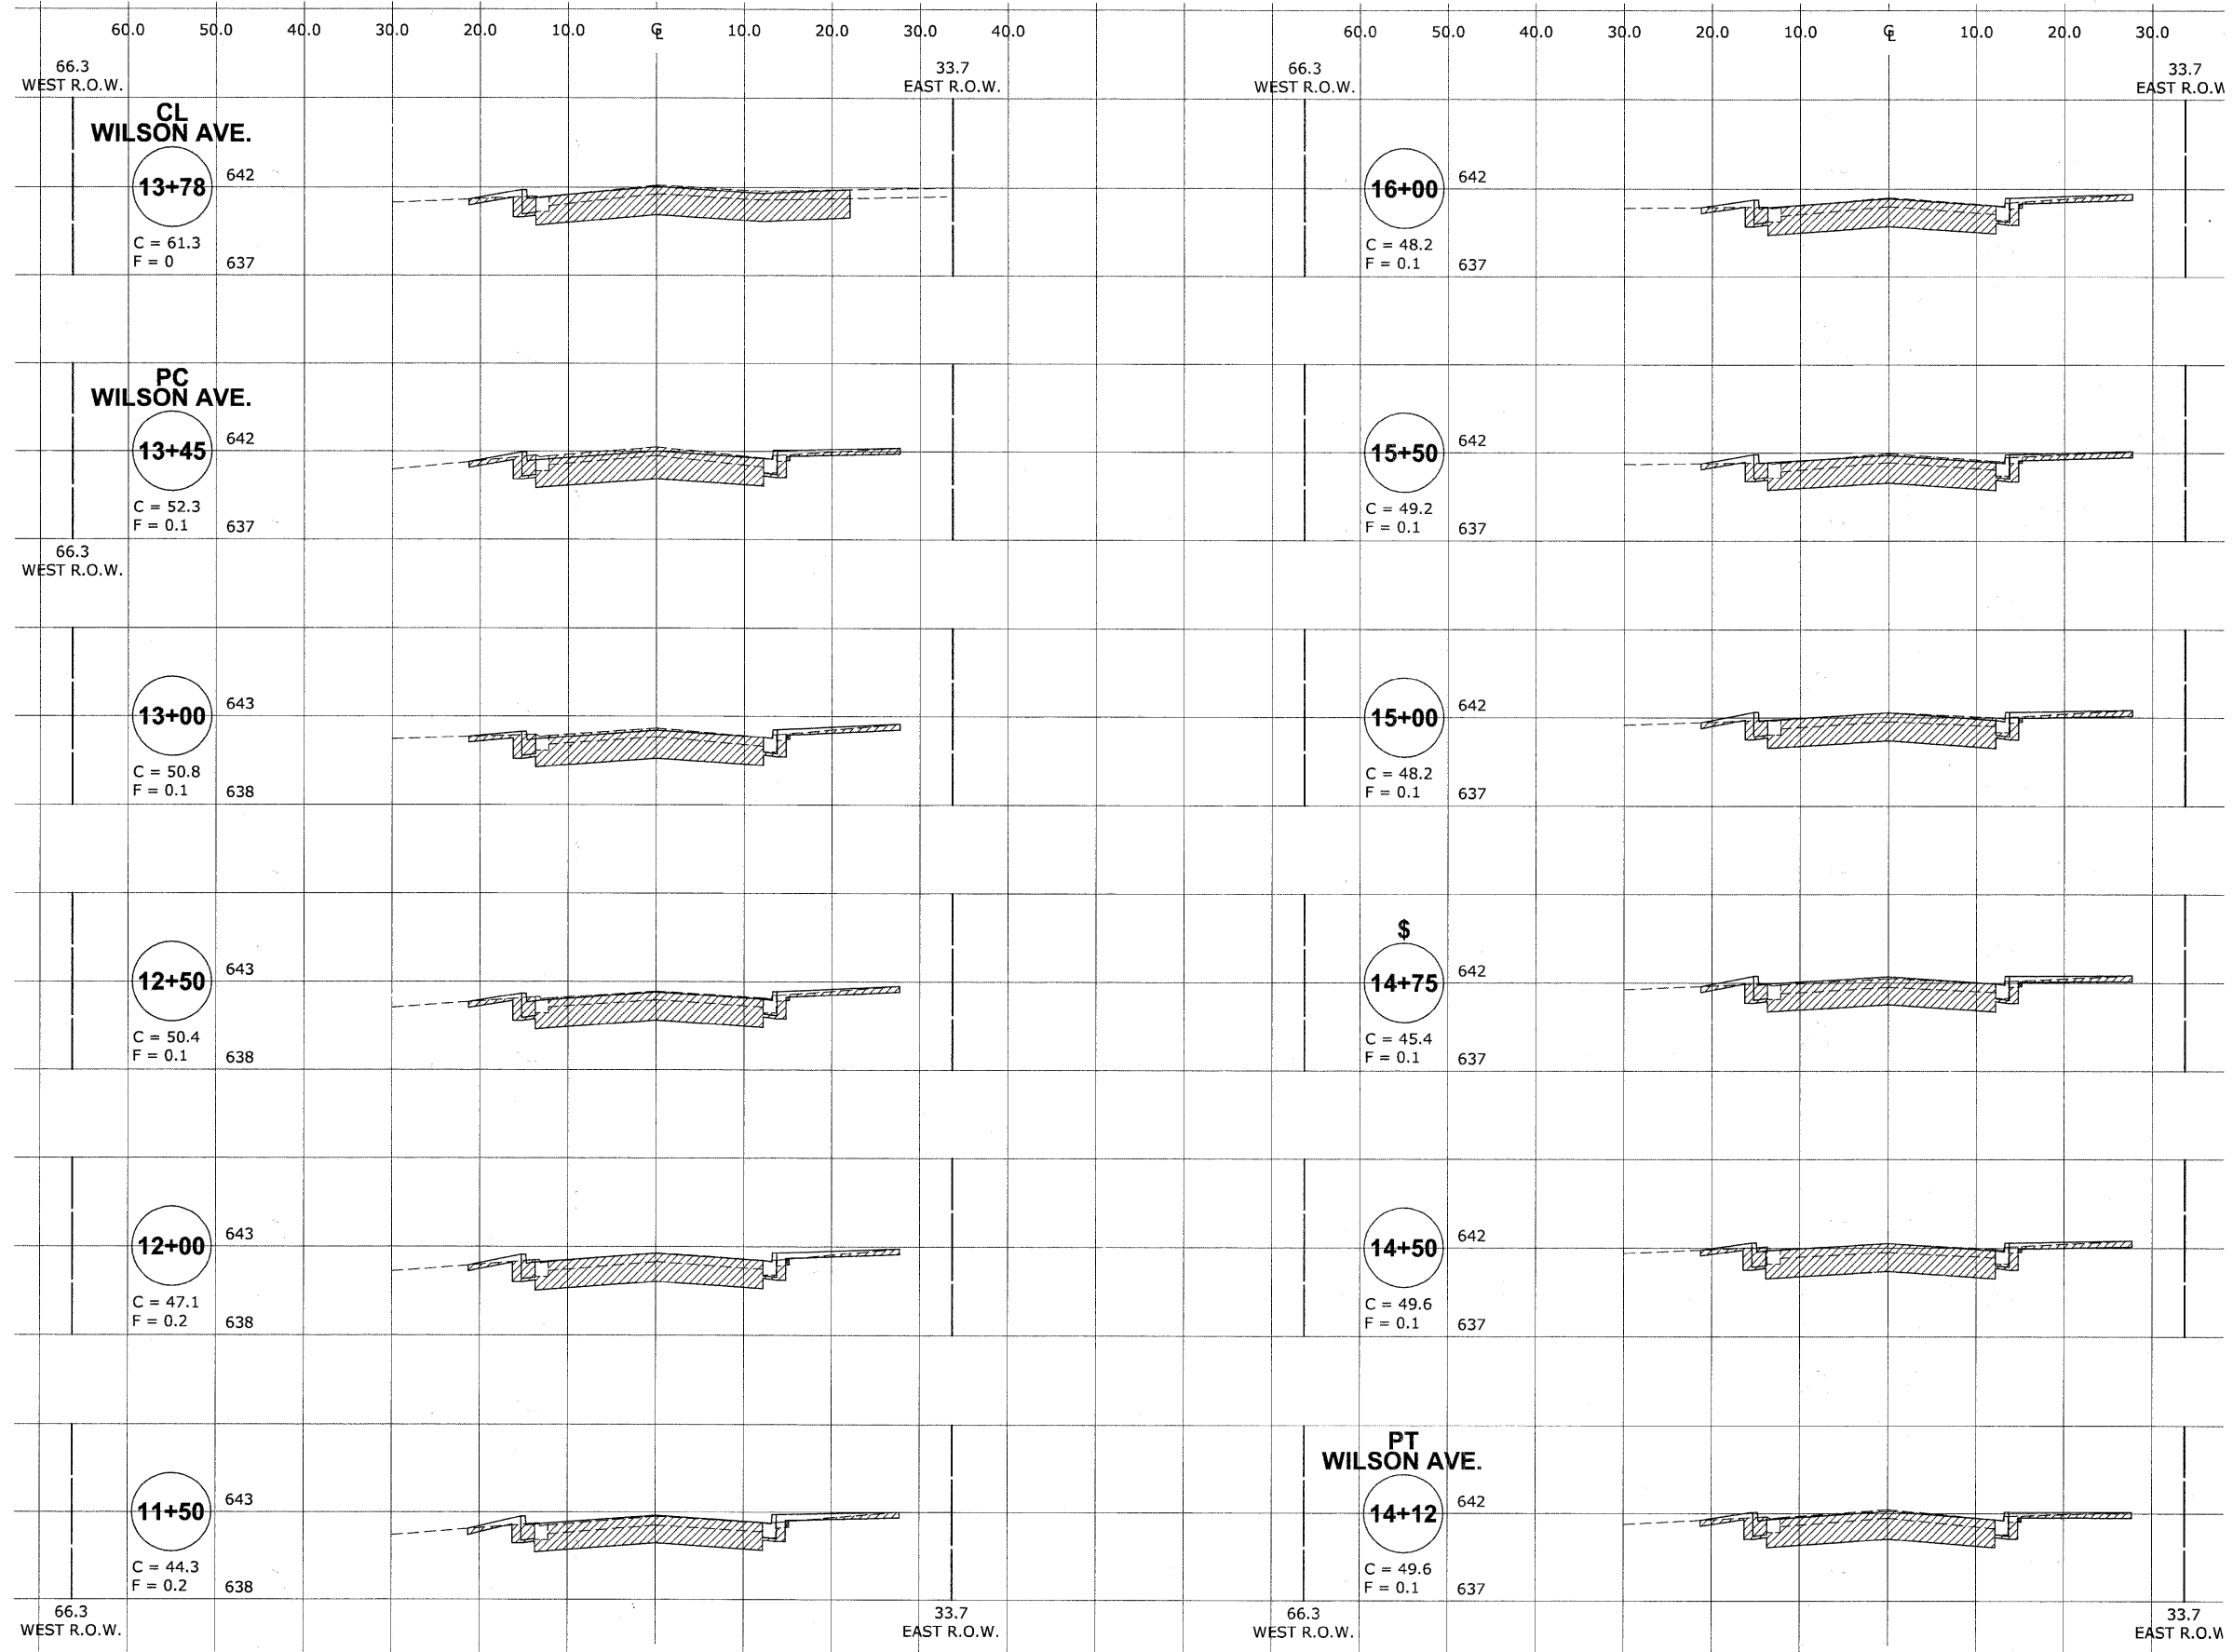 60.0 50.0 40.0 30.0 20.0 10.0 ℄ 10.0 20.0 30.0 40.0 60.0 50.0 40.0 30.0 20.0 10.0 ℄ 10.0 20.0 30.0
66.3
WEST R.O.W.
33.7
EAST R.O.W.
CL
WILSON AVE.
13+78
642
C = 61.3
F = 0
637
PC
WILSON AVE.
13+45
642
C = 52.3
F = 0.1
637
66.3
WEST R.O.W.
13+00
643
C = 50.8
F = 0.1
638
12+50
643
C = 50.4
F = 0.1
638
12+00
643
C = 47.1
F = 0.2
638
11+50
643
C = 44.3
F = 0.2
638
66.3
WEST R.O.W.
33.7
EAST R.O.W.
66.3
WEST R.O.W.
33.7
EAST R.O.W
16+00
642
C = 48.2
F = 0.1
637
15+50
642
C = 49.2
F = 0.1
637
15+00
642
C = 48.2
F = 0.1
637
$
14+75
642
C = 45.4
F = 0.1
637
14+50
642
C = 49.6
F = 0.1
637
PT
WILSON AVE.
14+12
642
C = 49.6
F = 0.1
637
66.3
WEST R.O.W.
33.7
EAST R.O.W